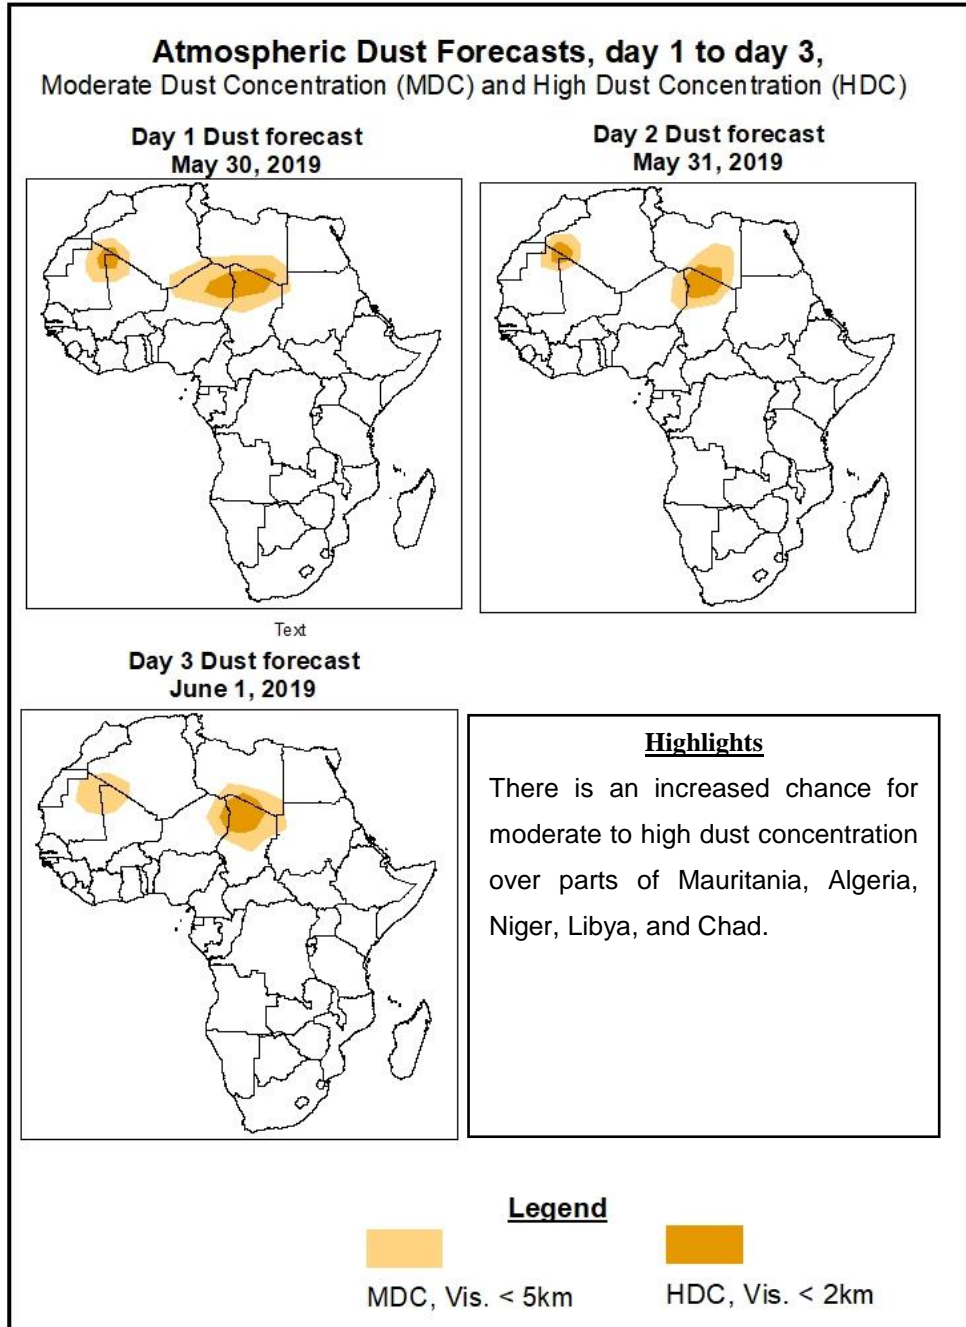 Atmospheric Dust Forecasts, day 1 to day 3,
Moderate Dust Concentration (MDC) and High Dust Concentration (HDC)
Day 1 Dust forecast
May 30, 2019
Day 2 Dust forecast
May 31, 2019
Text
Day 3 Dust forecast
June 1, 2019
Highlights
There is an increased chance for
moderate to high dust concentration
over parts of Mauritania, Algeria,
Niger, Libya, and Chad.
Legend
MDC, Vis. < 5km
HDC, Vis. < 2km